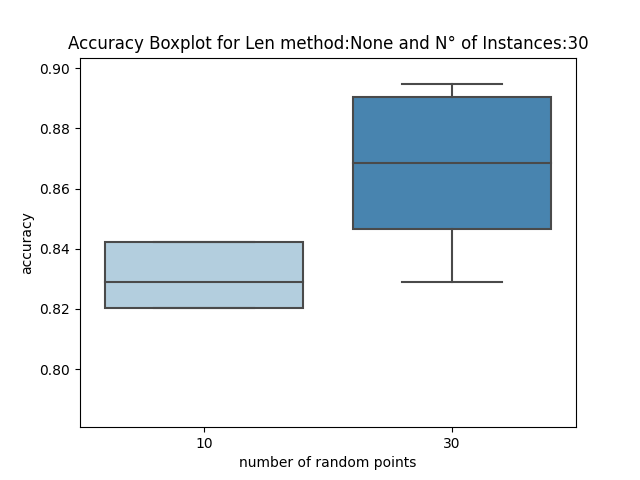 Accuracy Boxplot for Len method:None and N° of Instances:30
0.90
0.88
0.86
0.84
0.82
0.80
accuracy
10
30
number of random points